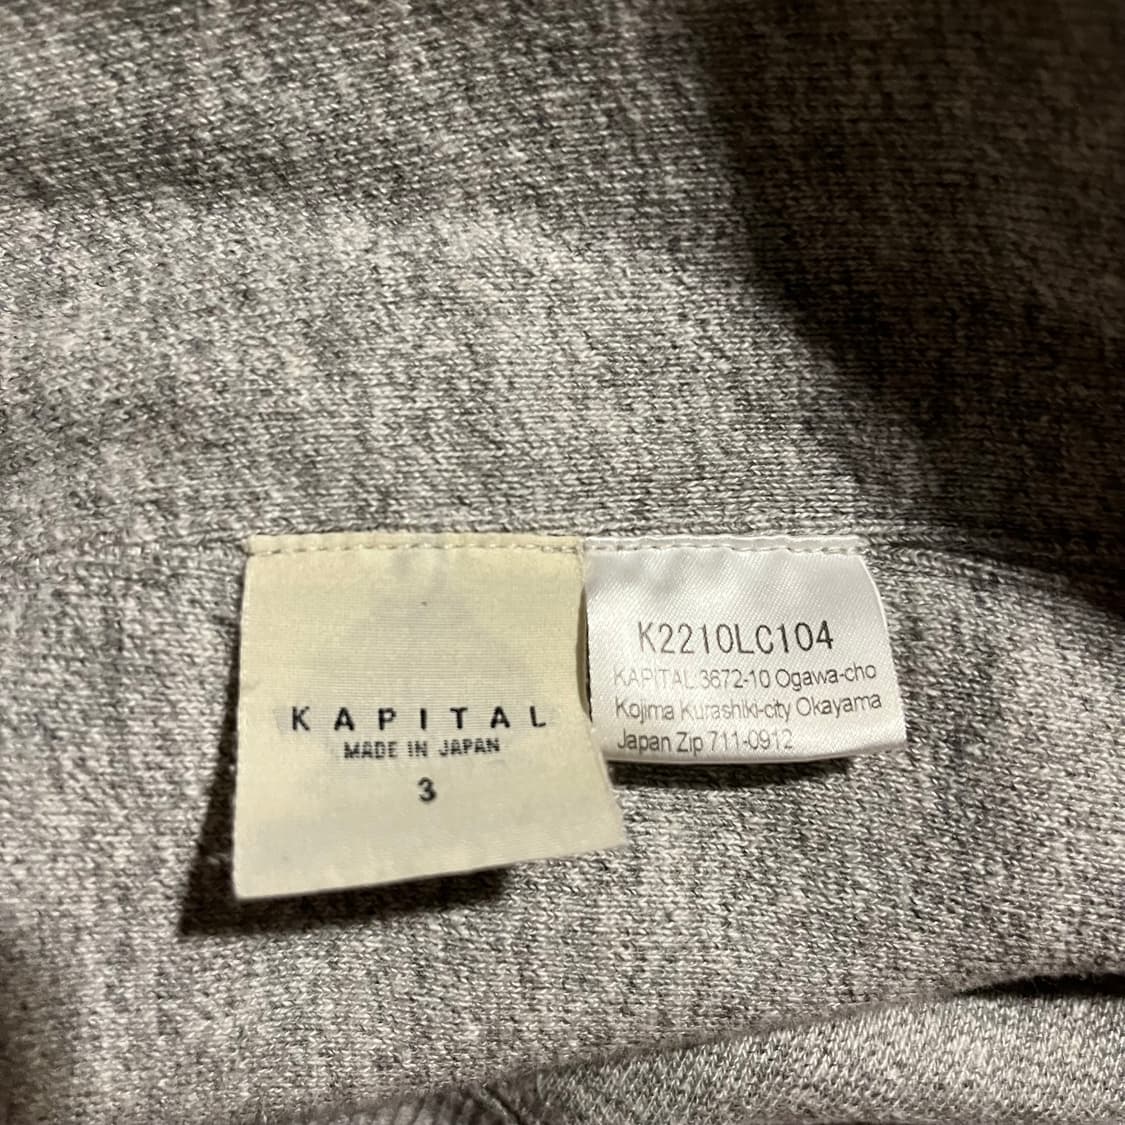 KAPITAL
MADE IN JAPAN
3
K2210LC104
KAPITAL 3672-10 Ogawa-cho
Kojima Kurashiki-city Okayama
Japan Zip 711-0912